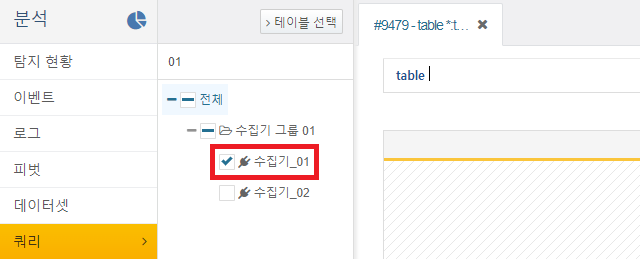 분석
탐지 현황
이벤트
로그
피벗
데이터셋
쿼리
테이블 선택
01
전체
수집기 그룹 01
수집기_01
수집기_02
#9479 - table *:t...
table